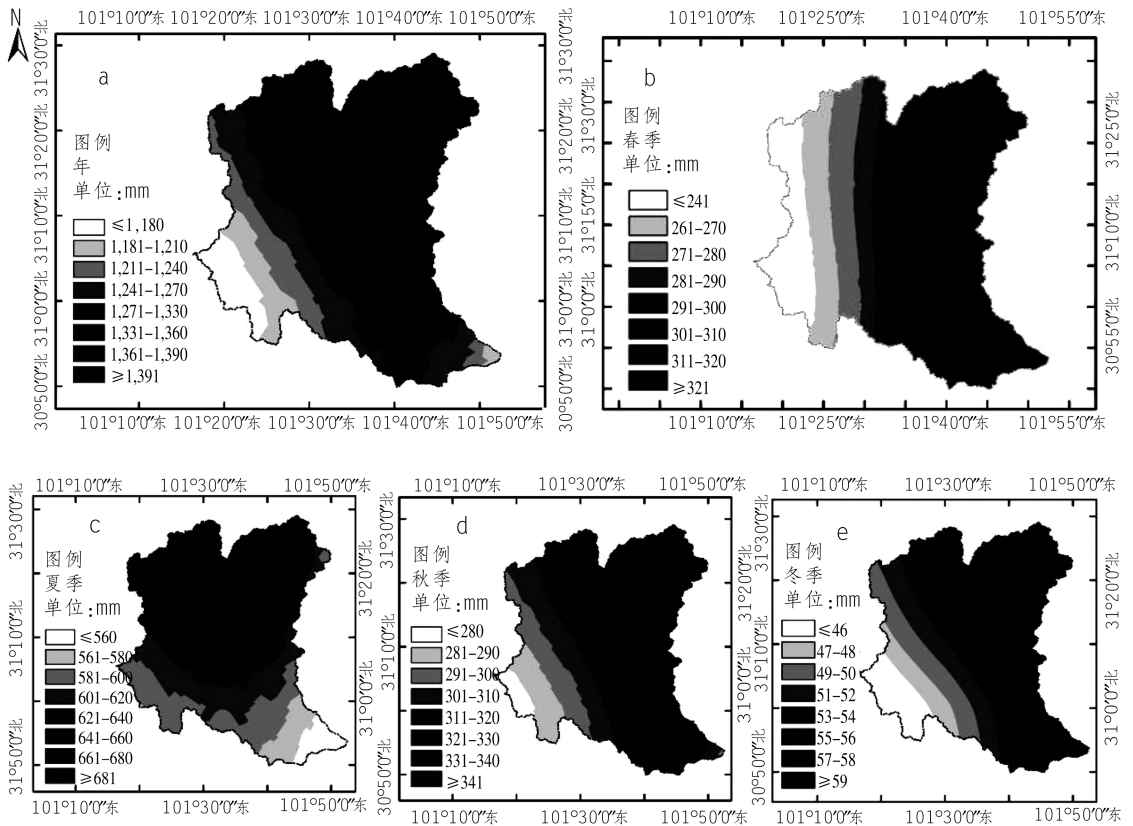 N
101°10′0″东 101°20′0″东 101°30′0″东 101°40′0″东 101°50′0″东
a
图例
年
单位:mm
≤1,180
1,181-1,210
1,211-1,240
1,241-1,270
1,271-1,330
1,331-1,360
1,361-1,390
≥1,391
31°30′0″北
31°20′0″北
31°10′0″北
31°0′0″北
30°50′0″北
31°30′0″北
31°20′0″北
31°10′0″北
31°0′0″北
30°50′0″北
101°10′0″东 101°20′0″东 101°30′0″东 101°40′0″东 101°50′0″东
101°10′0″东 101°25′0″东 101°40′0″东 101°55′0″东
b
图例
春季
单位:mm
≤241
261-270
271-280
281-290
291-300
301-310
311-320
≥321
31°30′0″北
31°15′0″北
31°0′0″北
31°25′0″北
31°10′0″北
30°55′0″北
101°10′0″东 101°25′0″东 101°40′0″东 101°55′0″东
101°10′0″东 101°30′0″东 101°50′0″东
c
图例
夏季
单位:mm
≤560
561-580
581-600
601-620
621-640
641-660
661-680
≥681
31°30′0″北
31°10′0″北
31°50′0″北
31°20′0″北
31°0′0″北
101°10′0″东 101°30′0″东 101°50′0″东
101°10′0″东 101°30′0″东 101°50′0″东
d
图例
秋季
单位:mm
≤280
281-290
291-300
301-310
311-320
321-330
331-340
≥341
31°30′0″北
31°10′0″北
30°50′0″北
31°20′0″北
31°0′0″北
101°10′0″东 101°30′0″东 101°50′0″东
101°10′0″东 101°30′0″东 101°50′0″东
e
图例
冬季
单位:mm
≤46
47-48
49-50
51-52
53-54
55-56
57-58
≥59
31°30′0″北
31°10′0″北
30°50′0″北
31°20′0″北
31°0′0″北
101°10′0″东 101°30′0″东 101°50′0″东